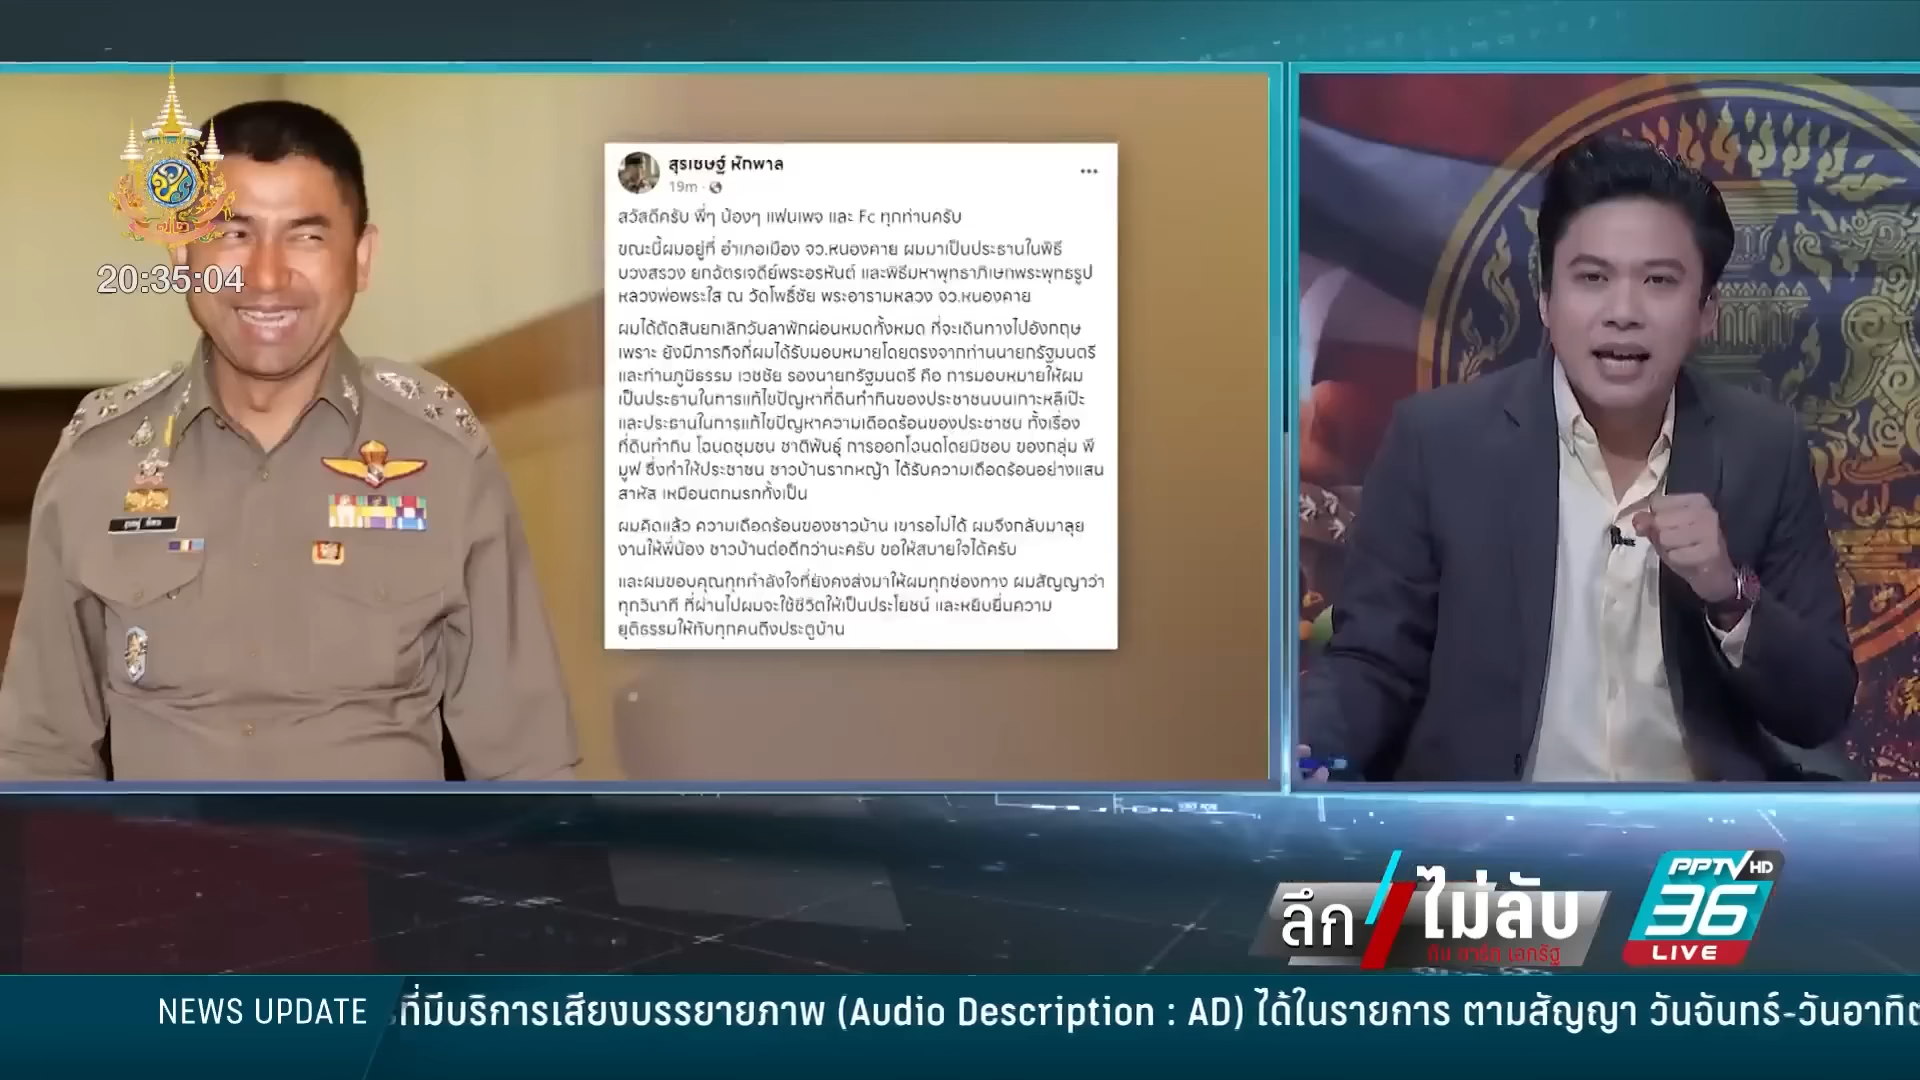 20:35:04
สุรเชษฐ์ หักพาล
19m
สวัสดีครับ พี่ๆ น้องๆ แฟนเพจ และ Fc ทุกท่านครับ
ขณะนี้ผมอยู่ที่ อำเภอเมือง จว.หนองคาย ผมมาเป็นประธานในพิธี
บวงสรวง ยกฉัตรเจดีย์พระอรหันต์ และพิธีมหาพุทธาภิเษกพระพุทธรูป
หลวงพ่อพระใส ณ วัดโพธิ์ชัย พระอารามหลวง จว.หนองคาย
ผมได้ตัดสินยกเลิกวันลาพักผ่อนหมดทั้งหมด ที่จะเดินทางไปอังกฤษ
เพราะ ยังมีภารกิจที่ผมได้รับมอบหมายโดยตรงจากท่านนายกรัฐมนตรี
และท่านภูมิธรรม เวชชัย รองนายกรัฐมนตรี คือ การมอบหมายให้ผม
เป็นประธานในการแก้ไขปัญหาที่ดินทำกินของประชาชนบนเกาะหลีเป๊ะ
และประธานในการแก้ไขปัญหาความเดือดร้อนของประชาชน ทั้งเรื่อง
ที่ดินทำกิน โฉนดชุมชน ชาติพันธุ์ การออกโฉนดโดยมิชอบ ของกลุ่ม พี
มูฟ ซึ่งทำให้ประชาชน ชาวบ้านรากหญ้า ได้รับความเดือดร้อนอย่างแสน
สาหัส เหมือนตกนรกทั้งเป็น
ผมคิดแล้ว ความเดือดร้อนของชาวบ้าน เขารอไม่ได้ ผมจึงกลับมาลุย
งานให้พี่น้อง ชาวบ้านต่อดีกว่านะครับ ขอให้สบายใจได้ครับ
และผมขอบคุณทุกกำลังใจที่ยังคงส่งมาให้ผมทุกช่องทาง ผมสัญญาว่า
ทุกวินาที ที่ผ่านไปผมจะใช้ชีวิตให้เป็นประโยชน์ และหยิบยื่นความ
ยุติธรรมให้กับทุกคนถึงประตูบ้าน
ลึก/ไม่ลับ
PPTV HD
36
LIVE
NEWS UPDATE ที่มีบริการเสียงบรรยายภาพ (Audio Description : AD) ได้ในรายการ ตามสัญญา วันจันทร์-วันอาทิต